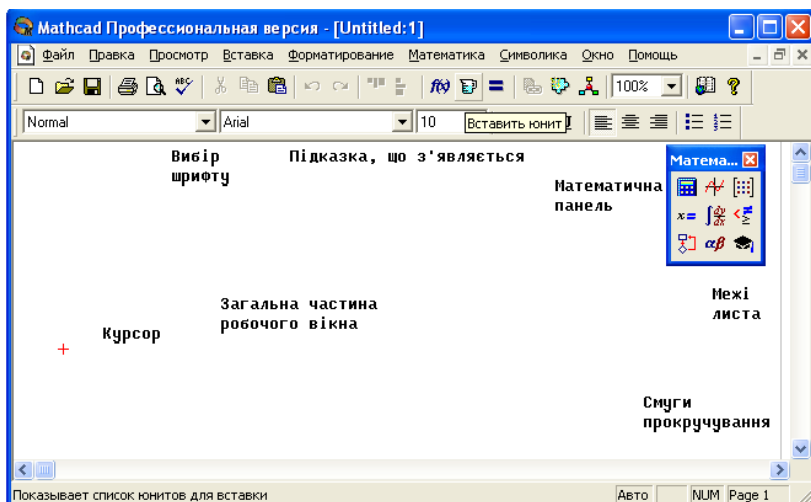 Mathcad Профессиональная версия - [Untitled:1]
Файл Правка Просмотр Вставка Форматирование Математика Символика Окно Помощь
100%
Normal Arial 10
Вставить юнит
Вибір
шрифту
Підказка, що з'являється
Матема...
Математична
панель
Загальна частина
робочого вікна
Межі
листа
Курсор
Смуги
прокручування
Показывает список юнитов для вставки Авто NUM Page 1